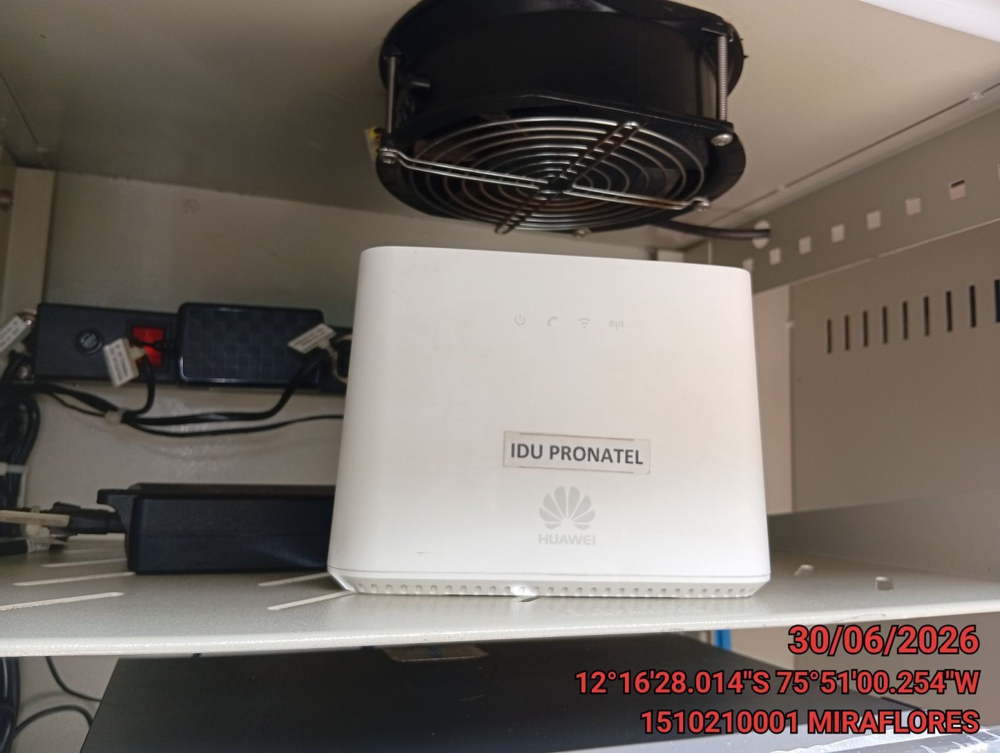 IDU PRONATEL
HUAWEI
30/06/2026
12°16'28.014"S 75°51'00.254"W
1510210001 MIRAFLORES